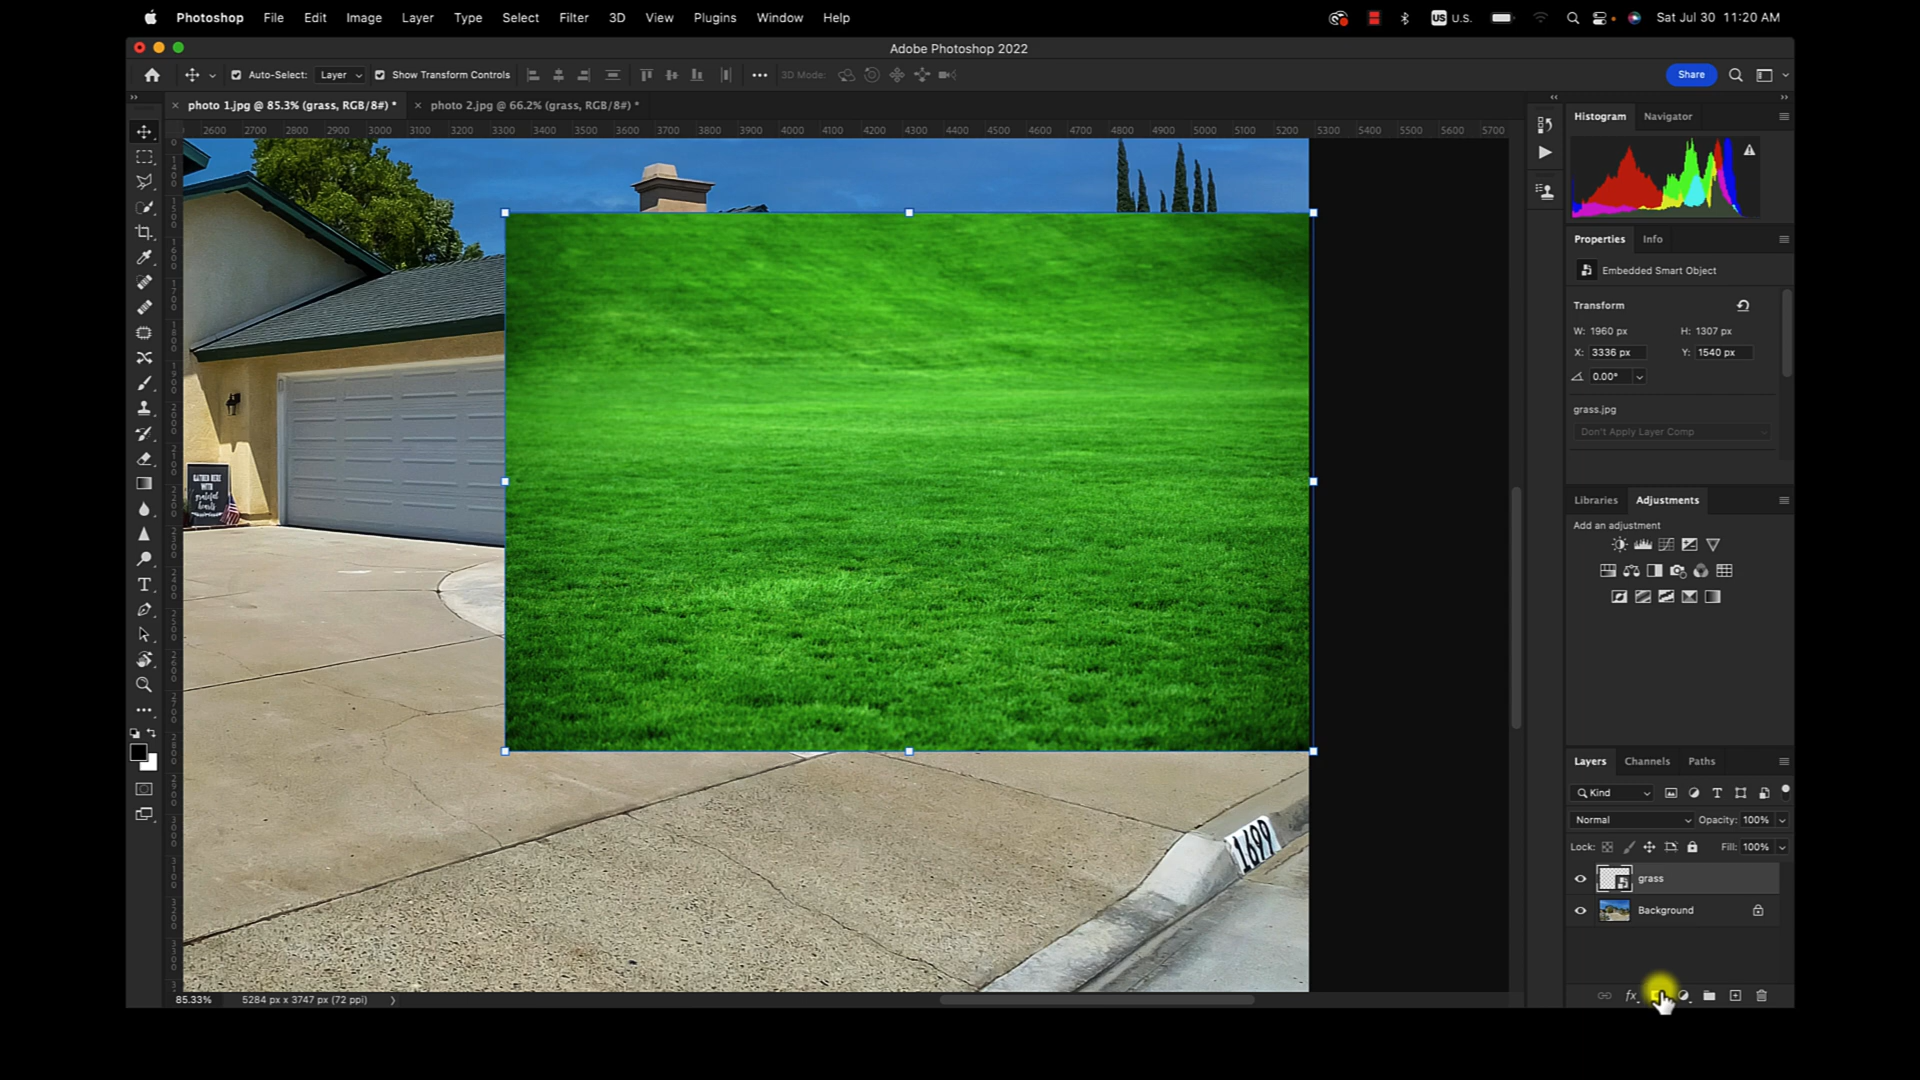 Photoshop File Edit Image Layer Type Select Filter 3D View Plugins Window Help
US U.S. Sat Jul 30 11:20 AM
Adobe Photoshop 2022
Auto-Select: Layer Show Transform Controls 3D Mode: Share
photo 1.jpg @ 85.3% (grass, RGB/8#) * photo 2.jpg @ 66.2% (grass, RGB/8#) *
2600 2700 2800 2900 3000 3100 3200 3300 3400 3500 3600 3700 3800 3900 4000 4100 4200 4300 4400 4500 4600 4700 4800 4900 5000 5100 5200 5300 5400 5500 5600 5700
Histogram Navigator
Properties Info
Embedded Smart Object
Transform
W: 1960 px H: 1307 px
X: 3336 px Y: 1540 px
0.00°
grass.jpg
Don't Apply Layer Comp
GATHER HERE
WITH
grateful
hearts
Libraries Adjustments
Add an adjustment
Layers Channels Paths
Kind
Normal Opacity: 100%
Lock: Fill: 100%
1699
grass
Background
fx
85.33% 5284 px x 3747 px (72 ppi)